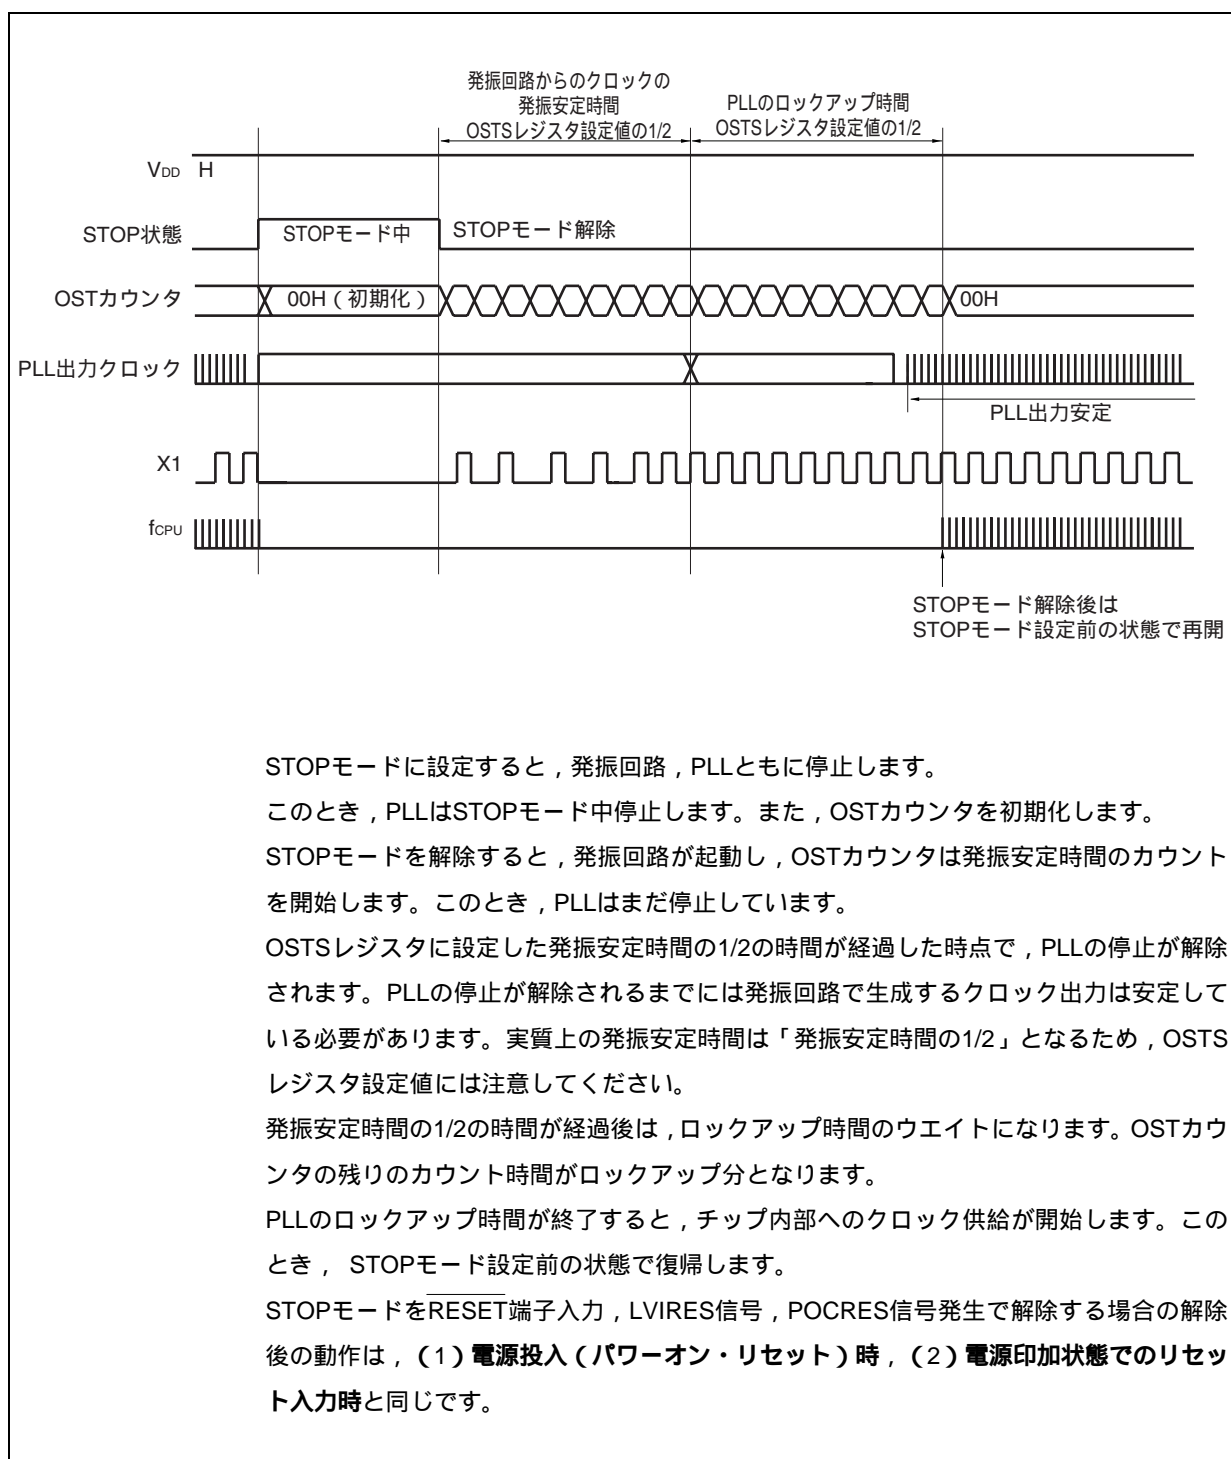 発振回路からのクロックの
発振安定時間
OSTSレジスタ設定値の1/2
PLLのロックアップ時間
OSTSレジスタ設定値の1/2
VDD H
STOP状態 STOPモード中 STOPモード解除
OSTカウンタ 00H（初期化） 00H
PLL出力クロック
PLL出力安定
X1
fCPU
STOPモード解除後は
STOPモード設定前の状態で再開
STOPモードに設定すると，発振回路，PLLともに停止します。
このとき，PLLはSTOPモード中停止します。また，OSTカウンタを初期化します。
STOPモードを解除すると，発振回路が起動し，OSTカウンタは発振安定時間のカウント
を開始します。このとき，PLLはまだ停止しています。
OSTSレジスタに設定した発振安定時間の1/2の時間が経過した時点で，PLLの停止が解除
されます。PLLの停止が解除されるまでには発振回路で生成するクロック出力は安定して
いる必要があります。実質上の発振安定時間は「発振安定時間の1/2」となるため，OSTS
レジスタ設定値には注意してください。
発振安定時間の1/2の時間が経過後は，ロックアップ時間のウエイトになります。OSTカウ
ンタの残りのカウント時間がロックアップ分となります。
PLLのロックアップ時間が終了すると，チップ内部へのクロック供給が開始します。この
とき， STOPモード設定前の状態で復帰します。
STOPモードをRESET端子入力，LVIRES信号，POCRES信号発生で解除する場合の解除
後の動作は，（1）電源投入（パワーオン・リセット）時，（2）電源印加状態でのリセッ
ト入力時と同じです。